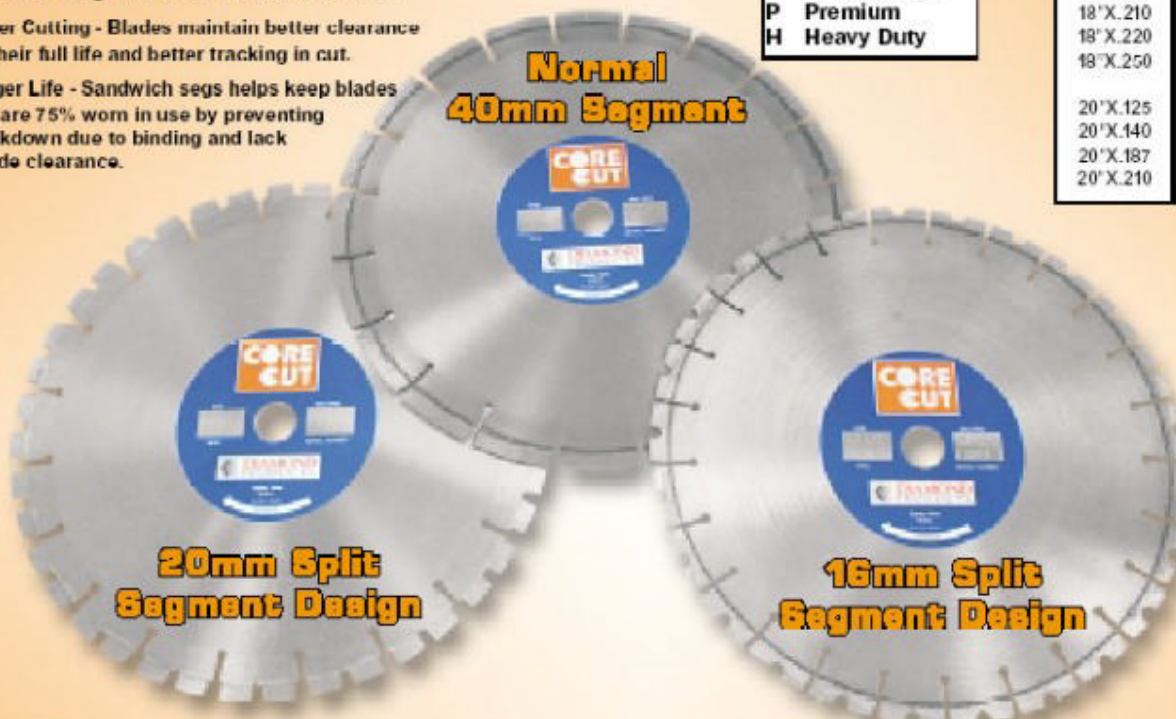 er Cutting - Blades maintain better clearance
heir full life and better tracking in cut.
ger Life - Sandwich segs helps keep blades
are 75% worn in use by preventing
kdown due to binding and lack
de clearance.
P Premium
H Heavy Duty
18"X.210
18"X.220
18"X.250
20"X.125
20"X.140
20"X.187
20"X.210
Normal
40mm Segment
CORE
CUT
DIAMOND
CORE
CUT
DIAMOND
20mm Split
Segment Design
CORE
CUT
DIAMOND
16mm Split
Segment Design